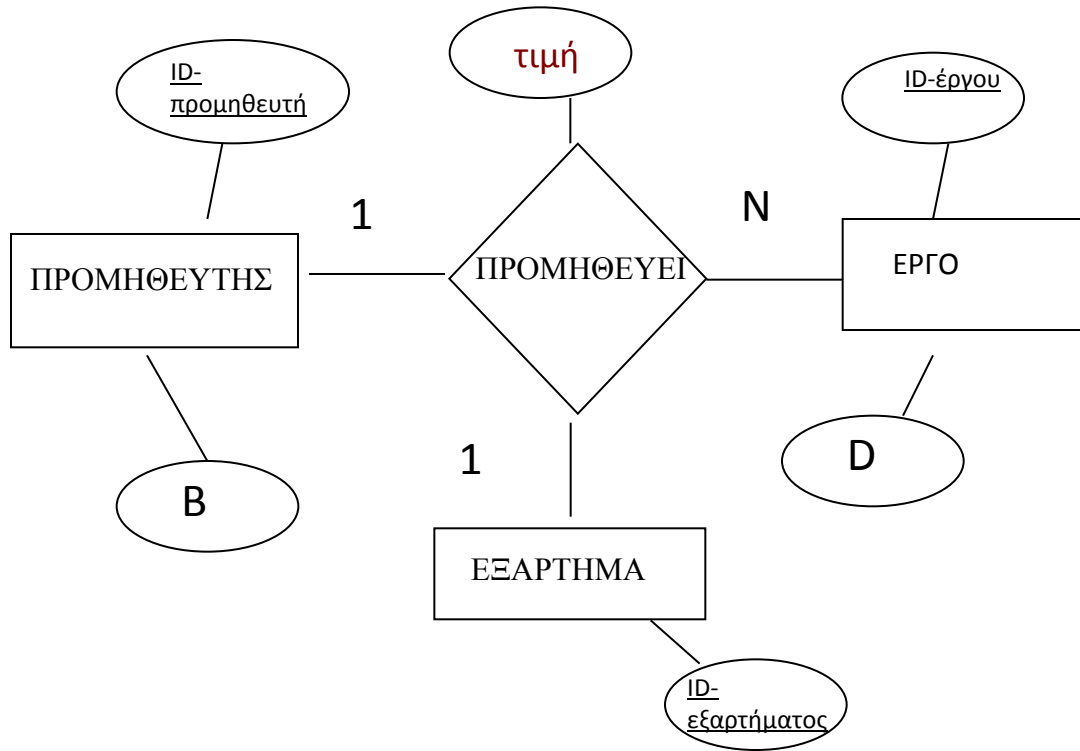 τιμή
ID-
προμηθευτή
ID-έργου
1
N
ΠΡΟΜΗΘΕΥΤΗΣ
ΠΡΟΜΗΘΕΥΕΙ
ΕΡΓΟ
B
1
D
ΕΞΑΡΤΗΜΑ
ID-
εξαρτήματος